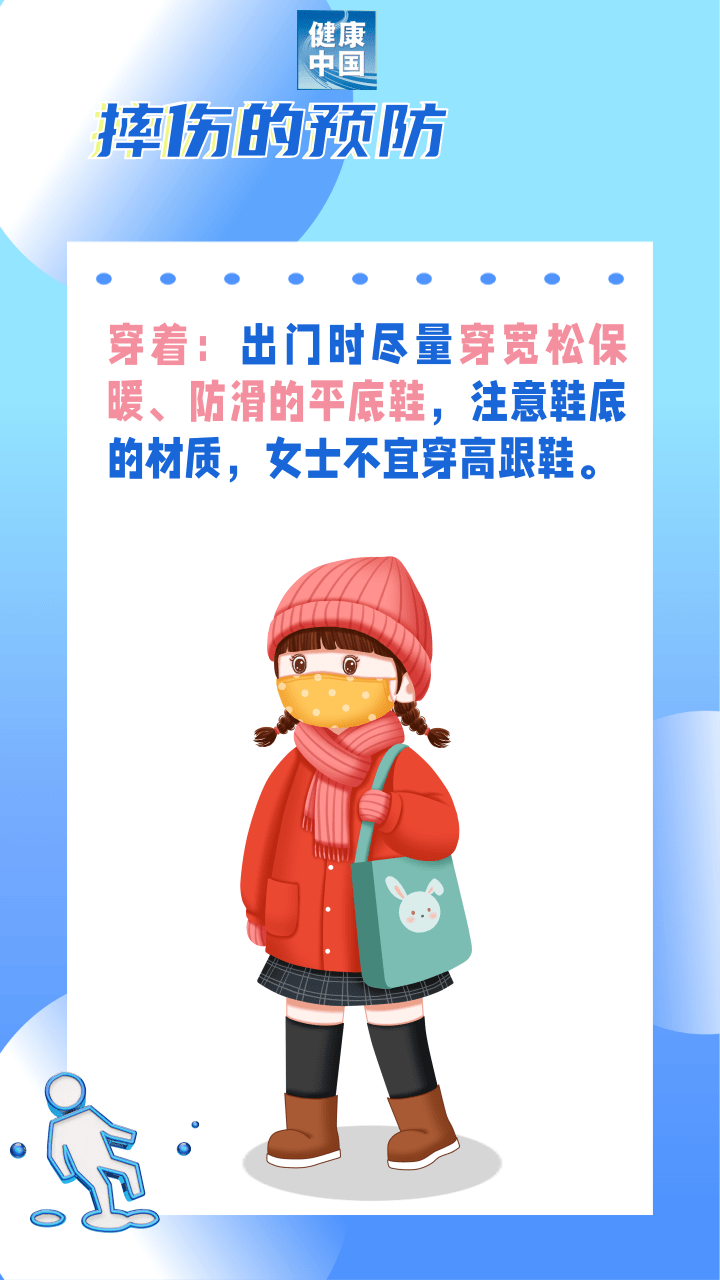 健康
中国
摔伤的预防
穿着：出门时尽量穿宽松保
暖、防滑的平底鞋，注意鞋底
的材质，女士不宜穿高跟鞋。